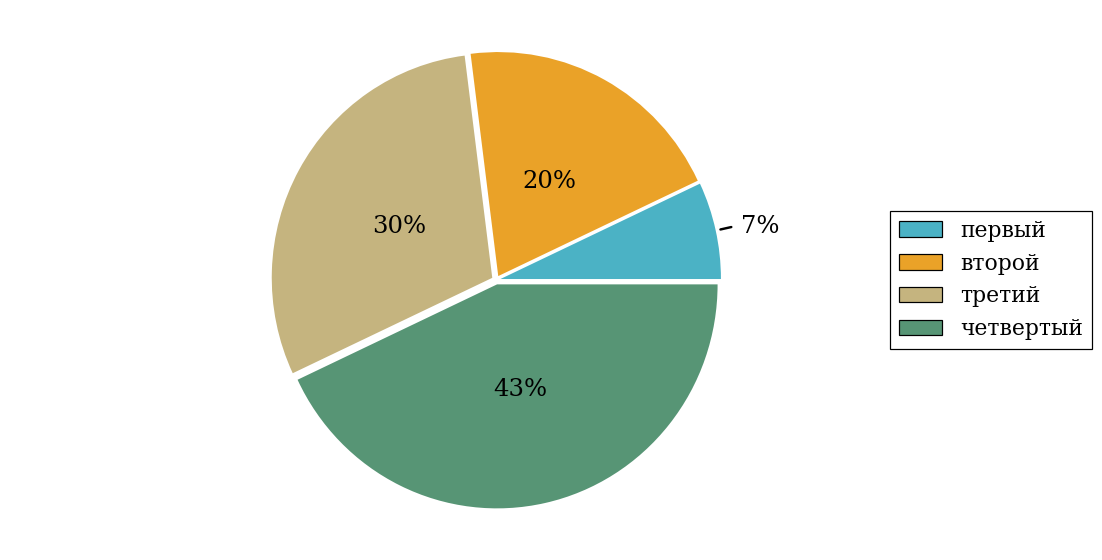 20%
7%
30%
43%
первый
второй
третий
четвертый